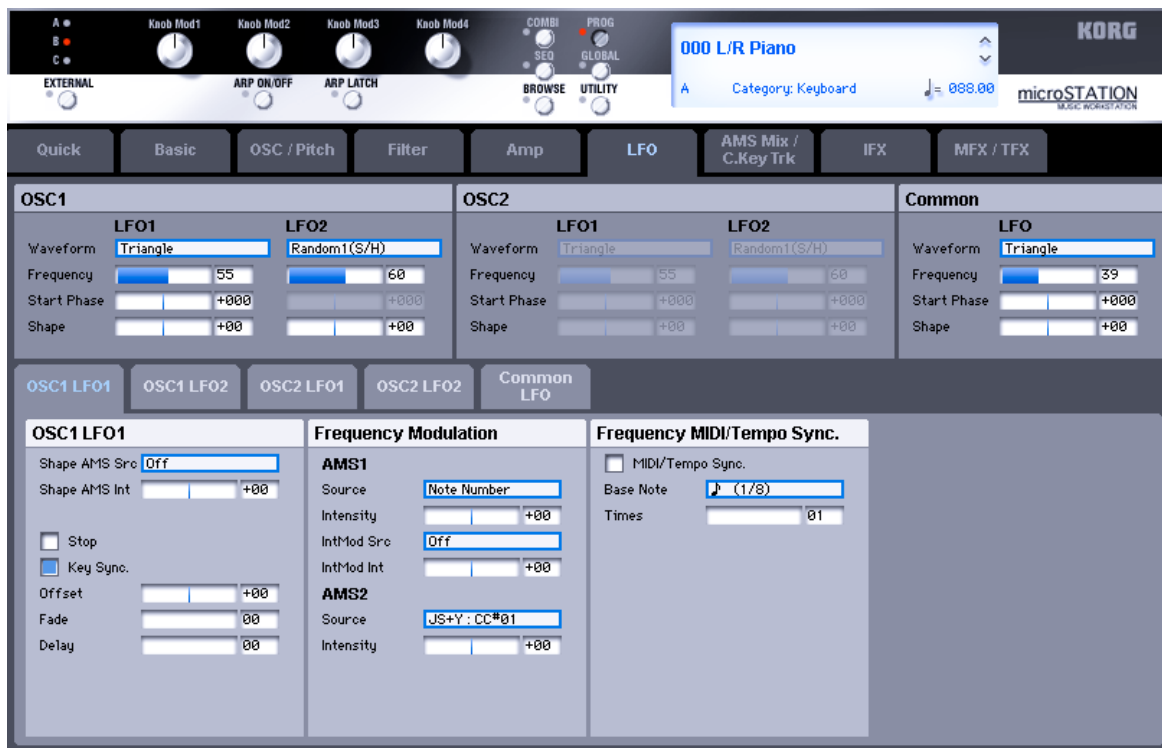 A Knob Mod1 Knob Mod2 Knob Mod3 Knob Mod4 COMBI PROG KORG
B
C SEQ GLOBAL
000 L/R Piano
EXTERNAL ARP ON/OFF ARP LATCH BROWSE UTILITY
A Category: Keyboard ♩= 088.00
microSTATION
MUSIC WORKSTATION
Quick Basic OSC / Pitch Filter Amp LFO AMS Mix / C.Key Trk IFX MFX / TFX
OSC1
LFO1 LFO2
Waveform Triangle Random1(S/H)
Frequency 55 60
Start Phase +000 +000
Shape +00 +00
OSC2
LFO1 LFO2
Waveform Triangle Random1(S/H)
Frequency 55 60
Start Phase +000 +000
Shape +00 +00
Common
LFO
Waveform Triangle
Frequency 39
Start Phase +000
Shape +00
OSC1 LFO1 OSC1 LFO2 OSC2 LFO1 OSC2 LFO2 Common LFO
OSC1 LFO1
Shape AMS Src Off
Shape AMS Int +00
Stop
Key Sync.
Offset +00
Fade 00
Delay 00
Frequency Modulation
AMS1
Source Note Number
Intensity +00
IntMod Src Off
IntMod Int +00
AMS2
Source JS+Y : CC#01
Intensity +00
Frequency MIDI/Tempo Sync.
MIDI/Tempo Sync.
Base Note ♪ (1/8)
Times 01